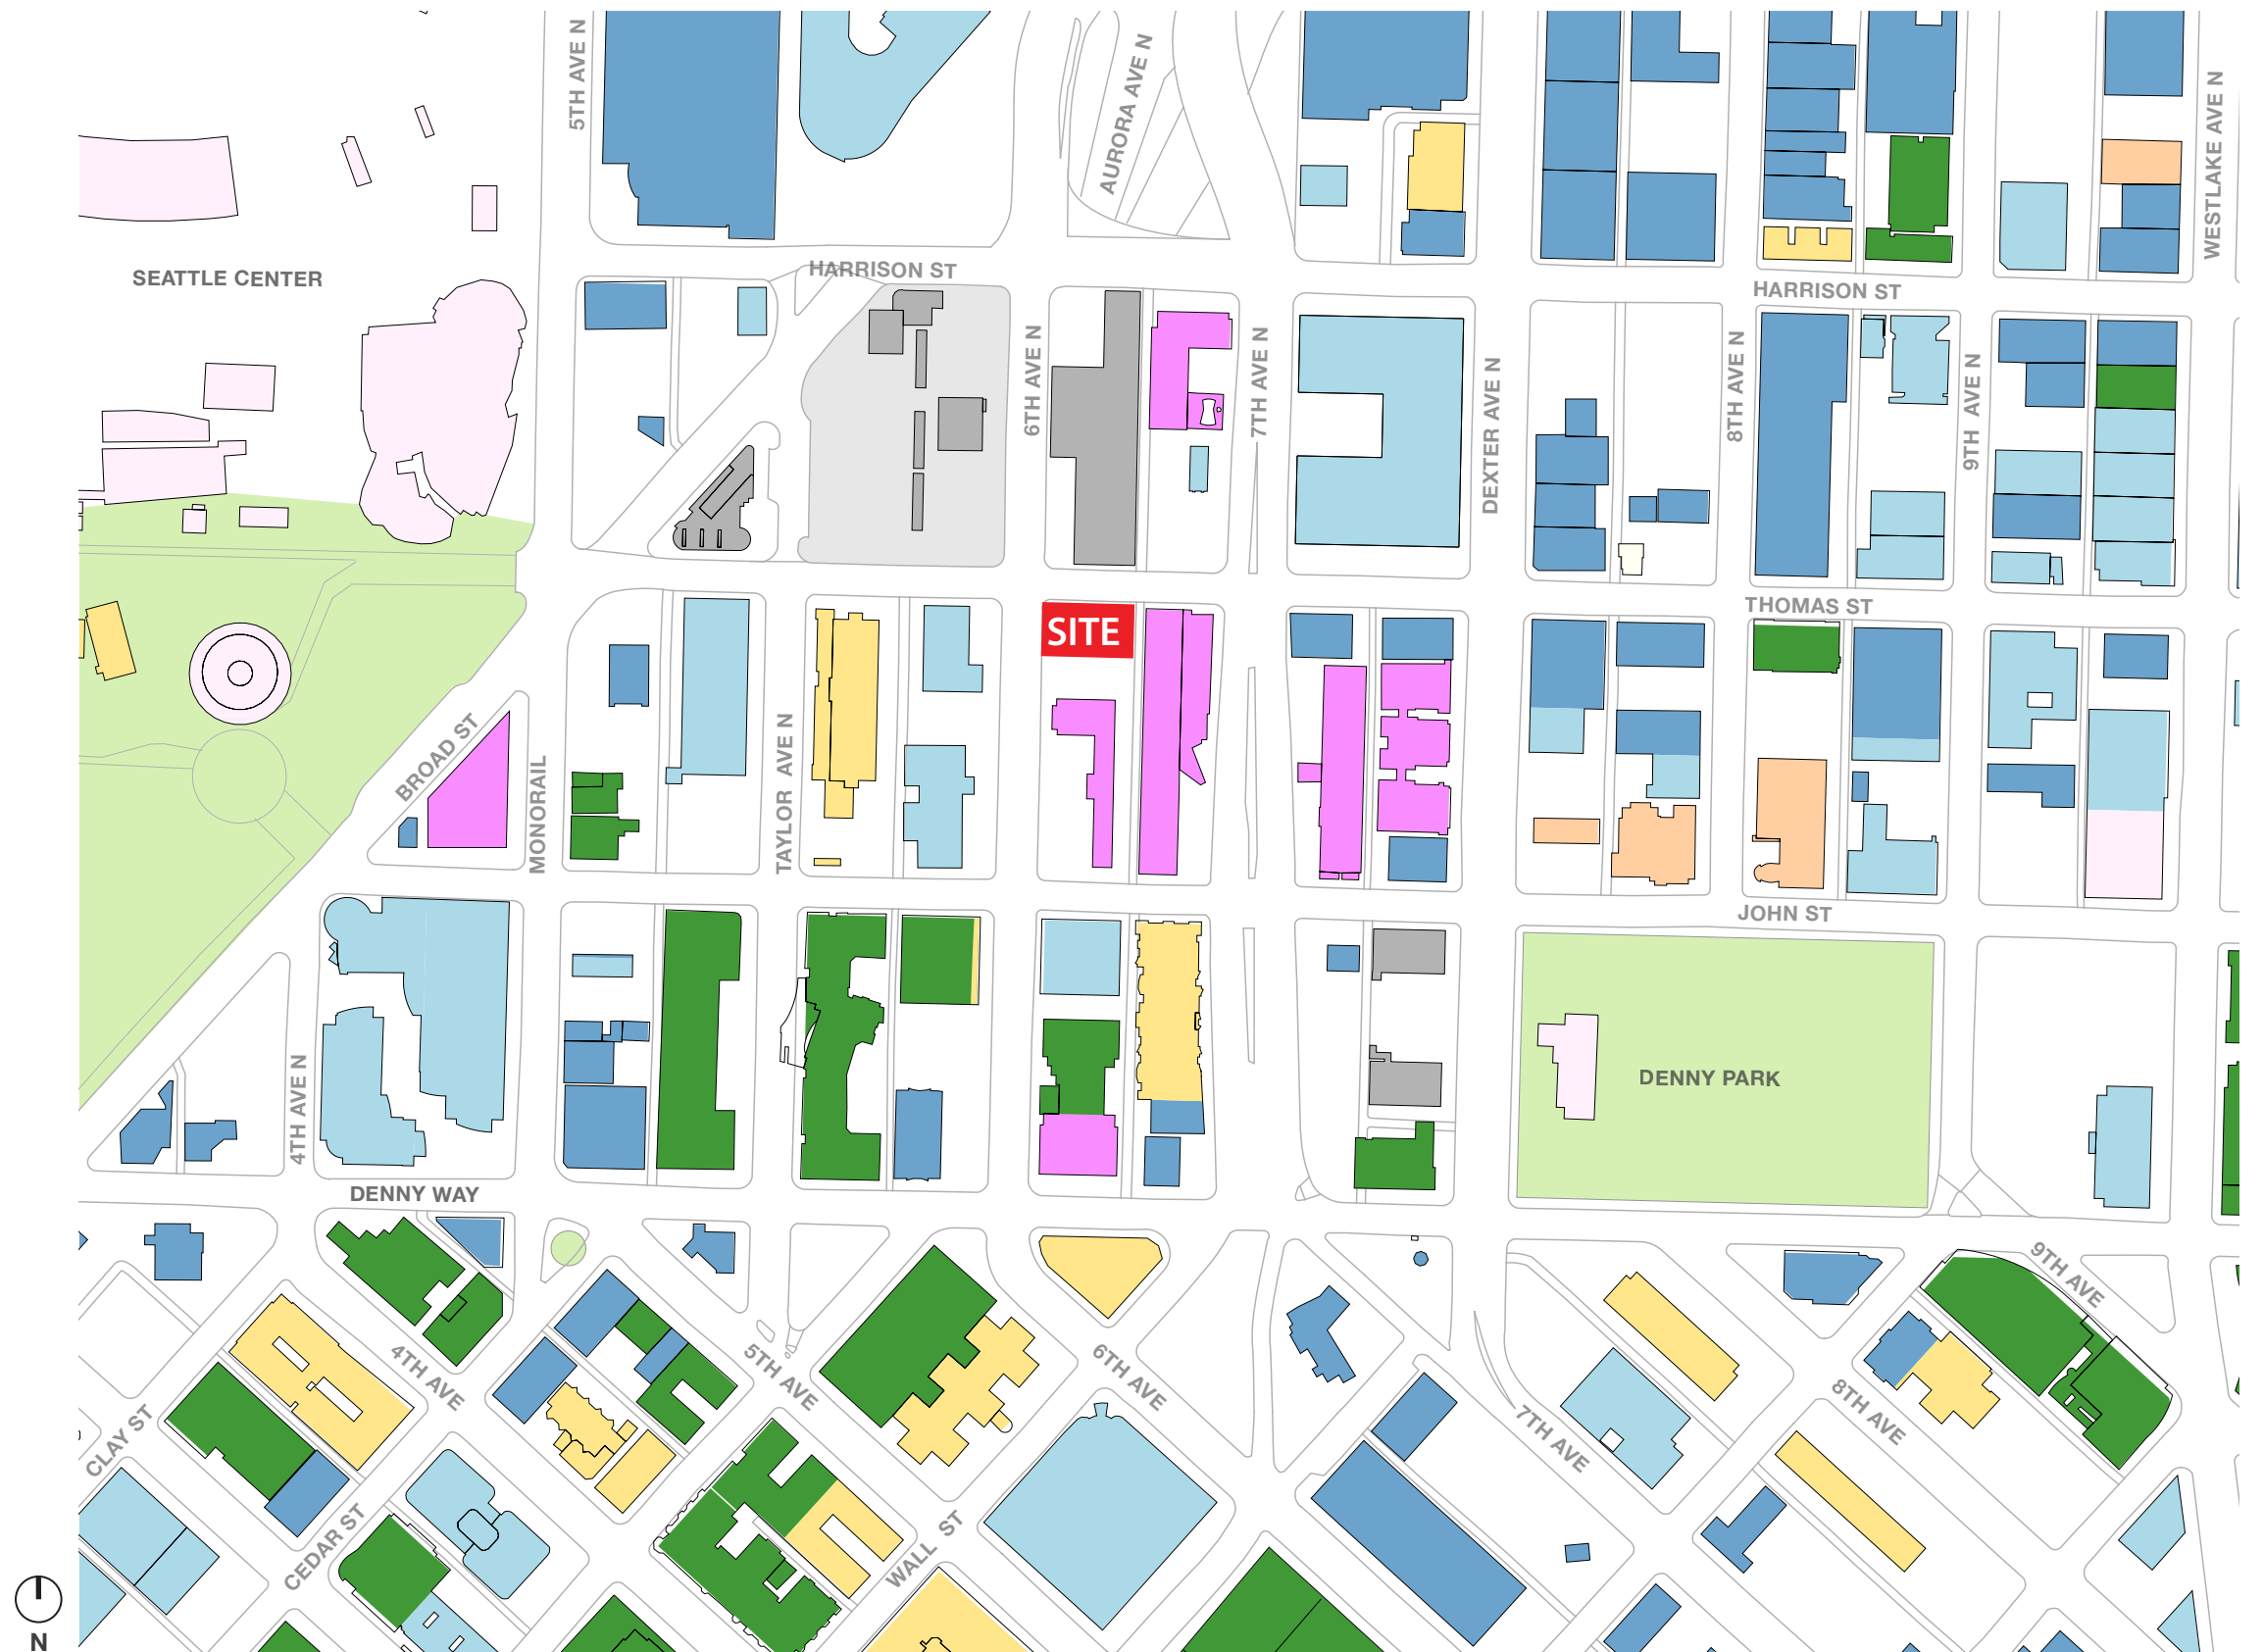 5TH AVE N
AURORA AVE N
WESTLAKE AVE N
SEATTLE CENTER
HARRISON ST
HARRISON ST
6TH AVE N
7TH AVE N
DEXTER AVE N
8TH AVE N
9TH AVE N
THOMAS ST
SITE
BROAD ST
MONORAIL
TAYLOR AVE N
JOHN ST
4TH AVE N
DENNY PARK
DENNY WAY
9TH AVE
4TH AVE
5TH AVE
6TH AVE
7TH AVE
8TH AVE
CLAY ST
CEDAR ST
WALL ST
N